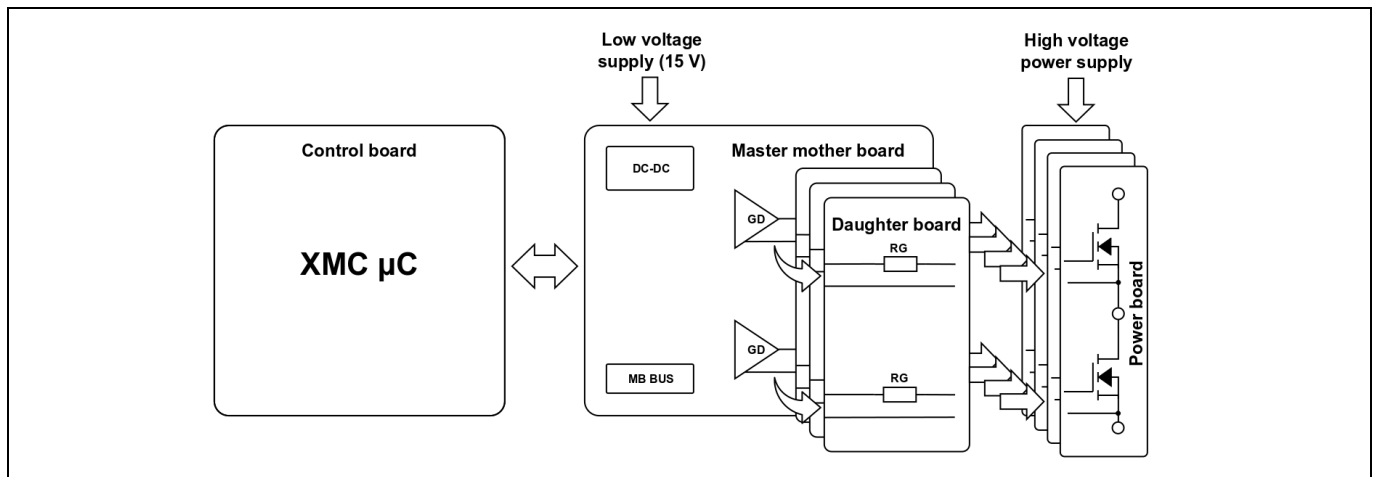 Low voltage
supply (15 V)
High voltage
power supply
Control board
XMC µC
Master mother board
DC-DC
GD
Daughter board
RG
GD
MB BUS
RG
Power board